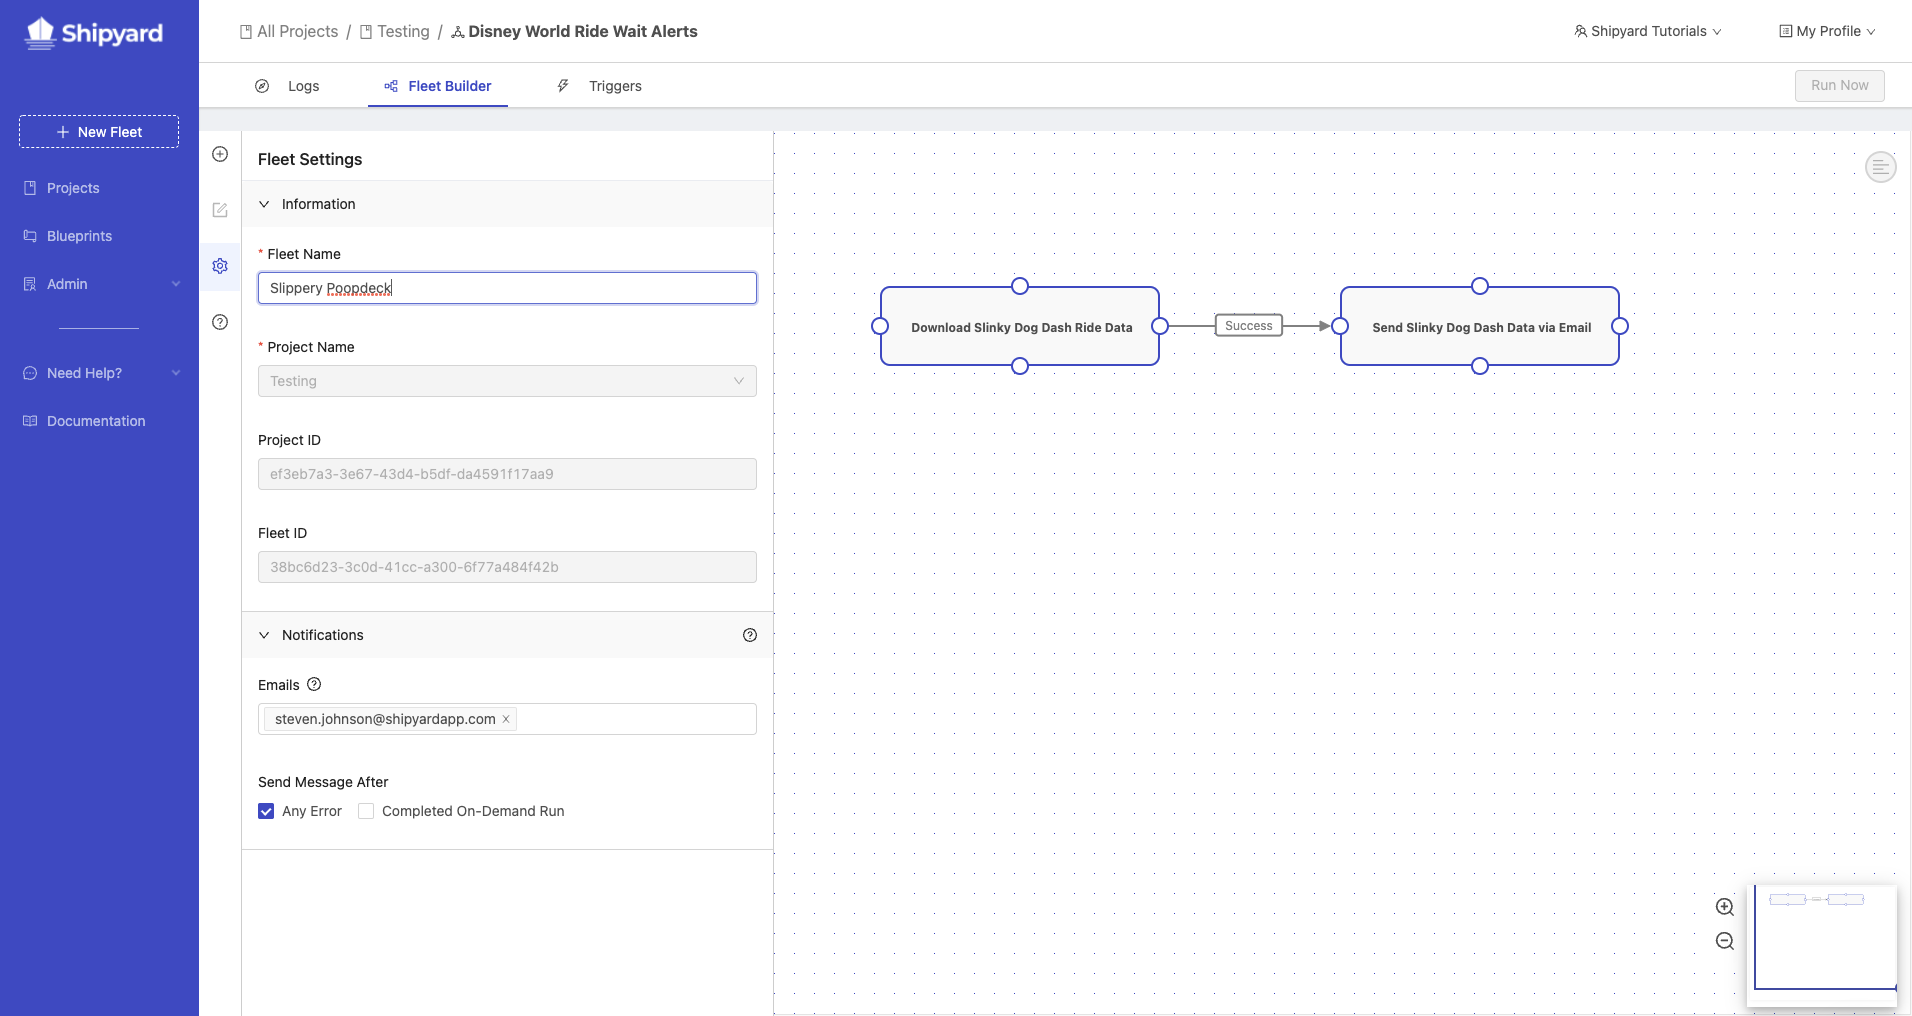 Shipyard
All Projects / Testing / Disney World Ride Wait Alerts
Shipyard Tutorials
My Profile
Logs
Fleet Builder
Triggers
Run Now
New Fleet
Projects
Blueprints
Admin
Need Help?
Documentation
Fleet Settings
Information
* Fleet Name
Slippery Poopdeck
* Project Name
Testing
Project ID
ef3eb7a3-3e67-43d4-b5df-da4591f17aa9
Fleet ID
38bc6d23-3c0d-41cc-a300-6f77a484f42b
Notifications
Emails
steven.johnson@shipyardapp.com
Send Message After
Any Error
Completed On-Demand Run
Download Slinky Dog Dash Ride Data
Success
Send Slinky Dog Dash Data via Email